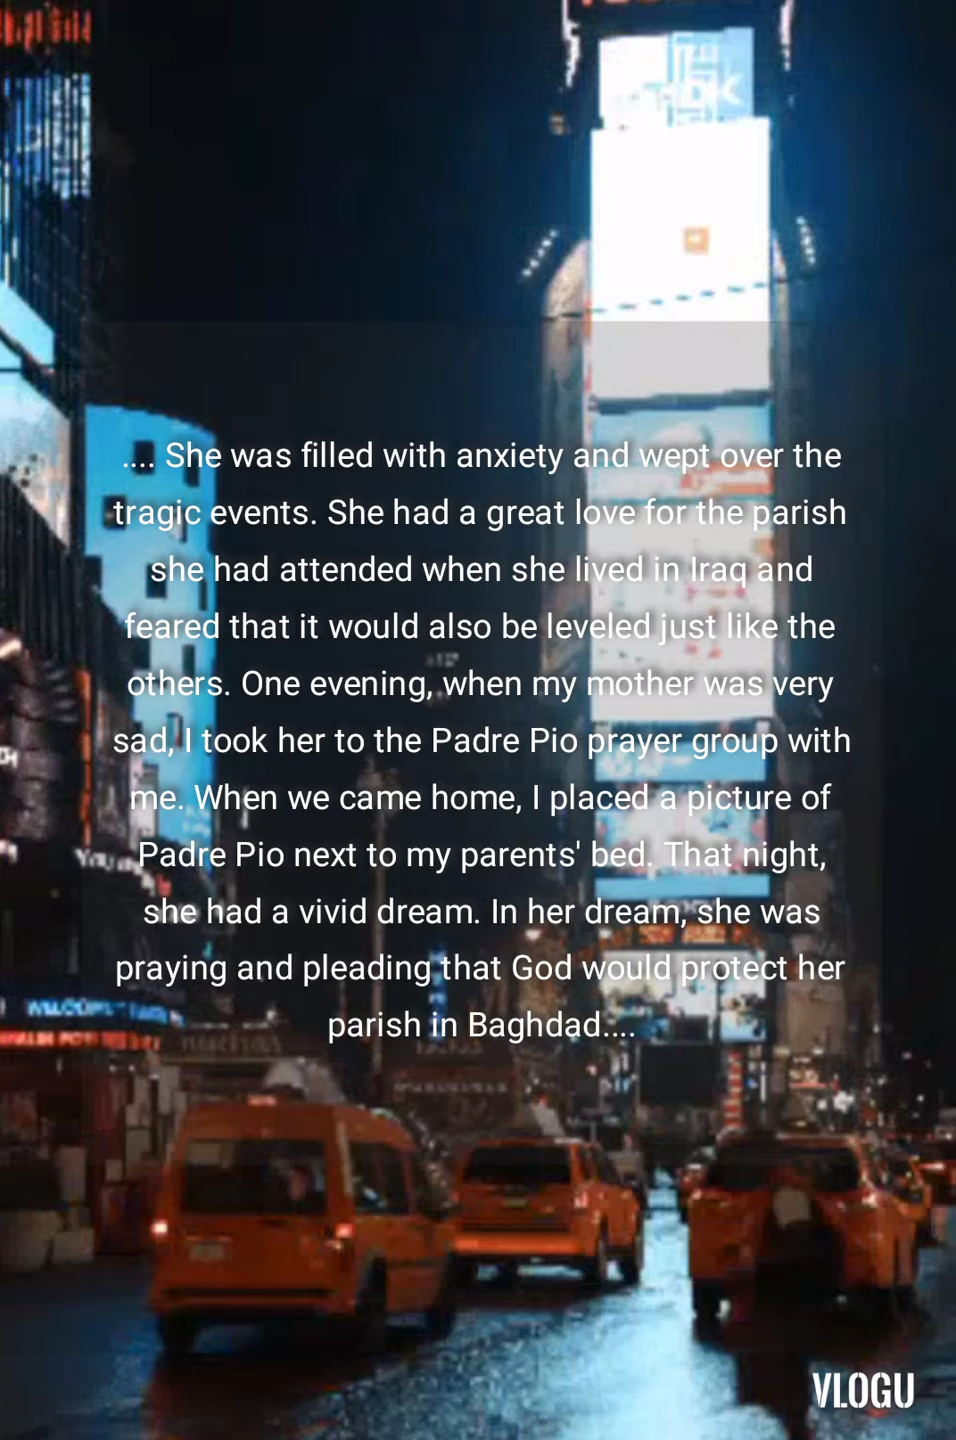 .... She was filled with anxiety and wept over the
tragic events. She had a great love for the parish
she had attended when she lived in Iraq and
feared that it would also be leveled just like the
others. One evening, when my mother was very
sad, I took her to the Padre Pio prayer group with
me. When we came home, I placed a picture of
Padre Pio next to my parents' bed. That night,
she had a vivid dream. In her dream, she was
praying and pleading that God would protect her
parish in Baghdad....
VLOGU